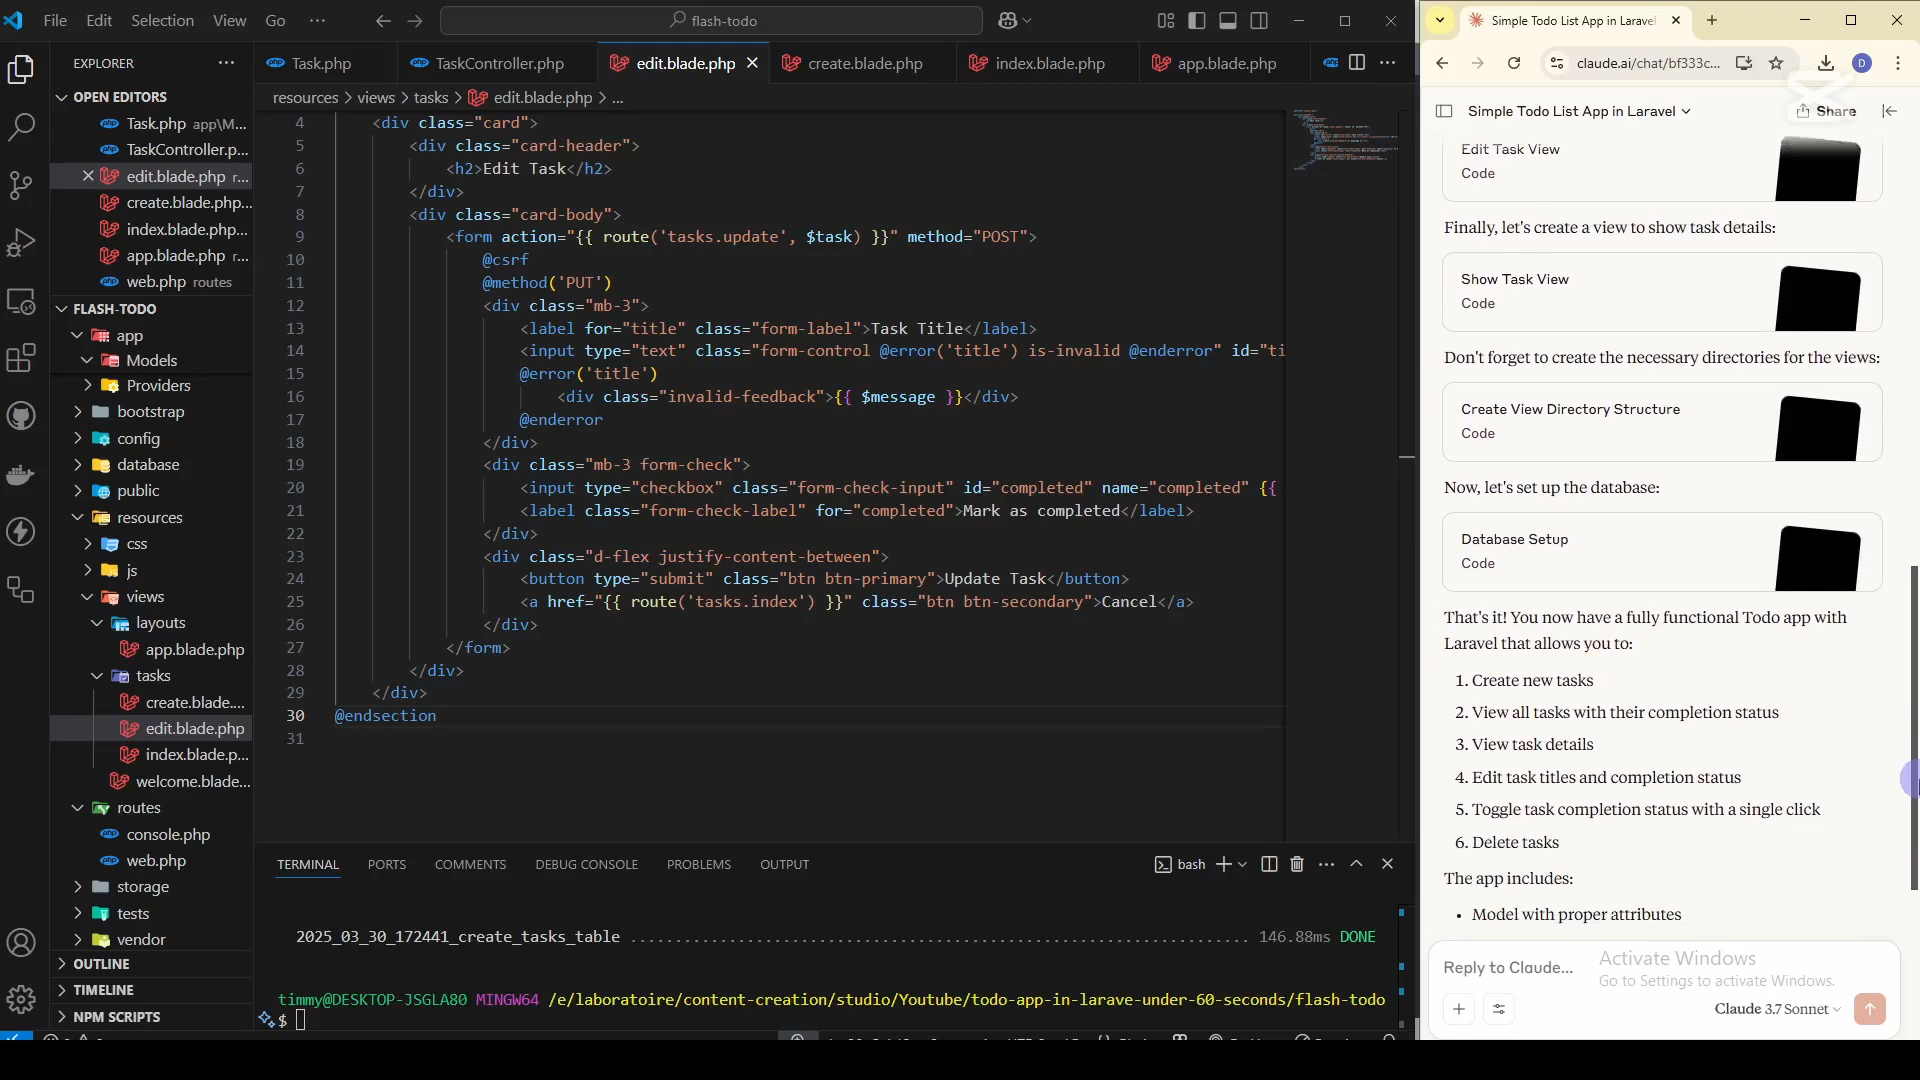 File Edit Selection View Go ···
flash-todo
EXPLORER
OPEN EDITORS
Task.php app\M...
TaskController.p...
edit.blade.php r...
create.blade.php...
index.blade.php...
app.blade.php r...
web.php routes
FLASH-TODO
app
Models
Providers
bootstrap
config
database
public
resources
css
js
views
layouts
app.blade.php
tasks
create.blade....
edit.blade.php
index.blade.p...
welcome.blade...
routes
console.php
web.php
storage
tests
vendor
OUTLINE
TIMELINE
NPM SCRIPTS
Task.php TaskController.php edit.blade.php create.blade.php index.blade.php app.blade.php
resources > views > tasks > edit.blade.php > ...
4 <div class="card">
5 <div class="card-header">
6 <h2>Edit Task</h2>
7 </div>
8 <div class="card-body">
9 <form action="{{ route('tasks.update', $task) }}" method="POST">
10 @csrf
11 @method('PUT')
12 <div class="mb-3">
13 <label for="title" class="form-label">Task Title</label>
14 <input type="text" class="form-control @error('title') is-invalid @enderror" id="ti
15 @error('title')
16 <div class="invalid-feedback">{{ $message }}</div>
17 @enderror
18 </div>
19 <div class="mb-3 form-check">
20 <input type="checkbox" class="form-check-input" id="completed" name="completed" {{
21 <label class="form-check-label" for="completed">Mark as completed</label>
22 </div>
23 <div class="d-flex justify-content-between">
24 <button type="submit" class="btn btn-primary">Update Task</button>
25 <a href="{{ route('tasks.index') }}" class="btn btn-secondary">Cancel</a>
26 </div>
27 </form>
28 </div>
29 </div>
30 @endsection
31
TERMINAL PORTS COMMENTS DEBUG CONSOLE PROBLEMS OUTPUT
bash
2025_03_30_172441_create_tasks_table ........................................................................ 146.88ms DONE
timmy@DESKTOP-JSGLA80 MINGW64 /e/laboratoire/content-creation/studio/Youtube/todo-app-in-larave-under-60-seconds/flash-todo
$
Simple Todo List App in Laravel
claude.ai/chat/bf333c...
D
Simple Todo List App in Laravel
Share
Edit Task View
Code
Finally, let's create a view to show task details:
Show Task View
Code
Don't forget to create the necessary directories for the views:
Create View Directory Structure
Code
Now, let's set up the database:
Database Setup
Code
That's it! You now have a fully functional Todo app with
Laravel that allows you to:
1. Create new tasks
2. View all tasks with their completion status
3. View task details
4. Edit task titles and completion status
5. Toggle task completion status with a single click
6. Delete tasks
The app includes:
• Model with proper attributes
Reply to Claude...
Activate Windows
Go to Settings to activate Windows.
Claude 3.7 Sonnet